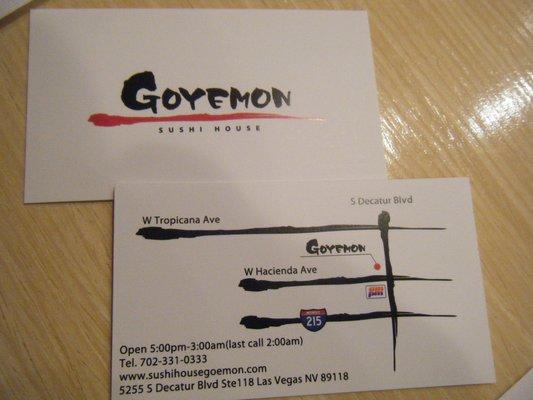 GOYEMON
SUSHI HOUSE
S Decatur Blvd
W Tropicana Ave
GOYEMON
W Hacienda Ave
215
Open 5:00pm-3:00am(last call 2:00am)
Tel. 702-331-0333
www.sushihousegoemon.com
5255 S Decatur Blvd Ste118 Las Vegas NV 89118